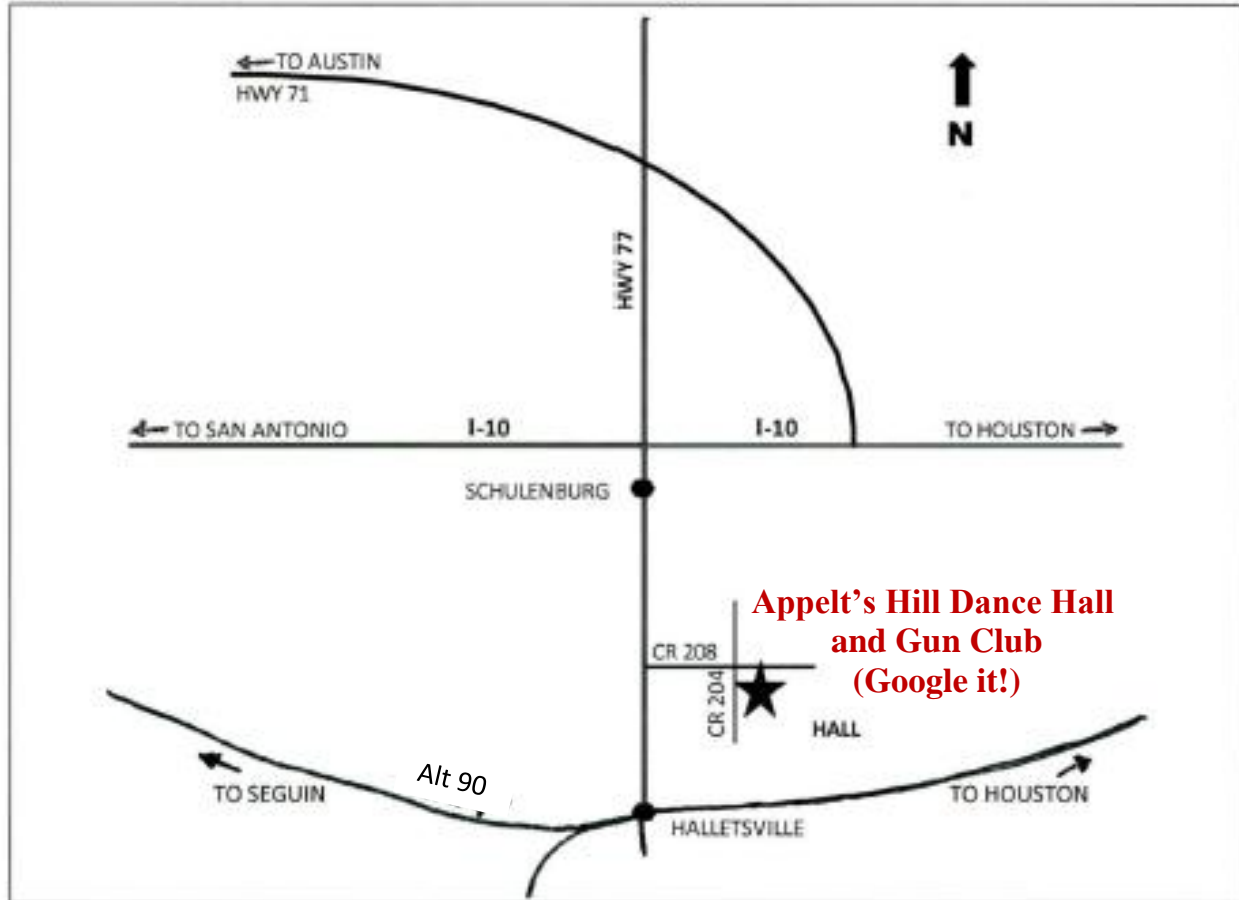 TO AUSTIN
HWY 71
N
HWY 77
TO SAN ANTONIO
I-10
I-10
TO HOUSTON
SCHULENBURG
Appelt’s Hill Dance Hall
and Gun Club
(Google it!)
CR 208
CR 204
HALL
Alt 90
TO SEGUIN
TO HOUSTON
HALLETSVILLE